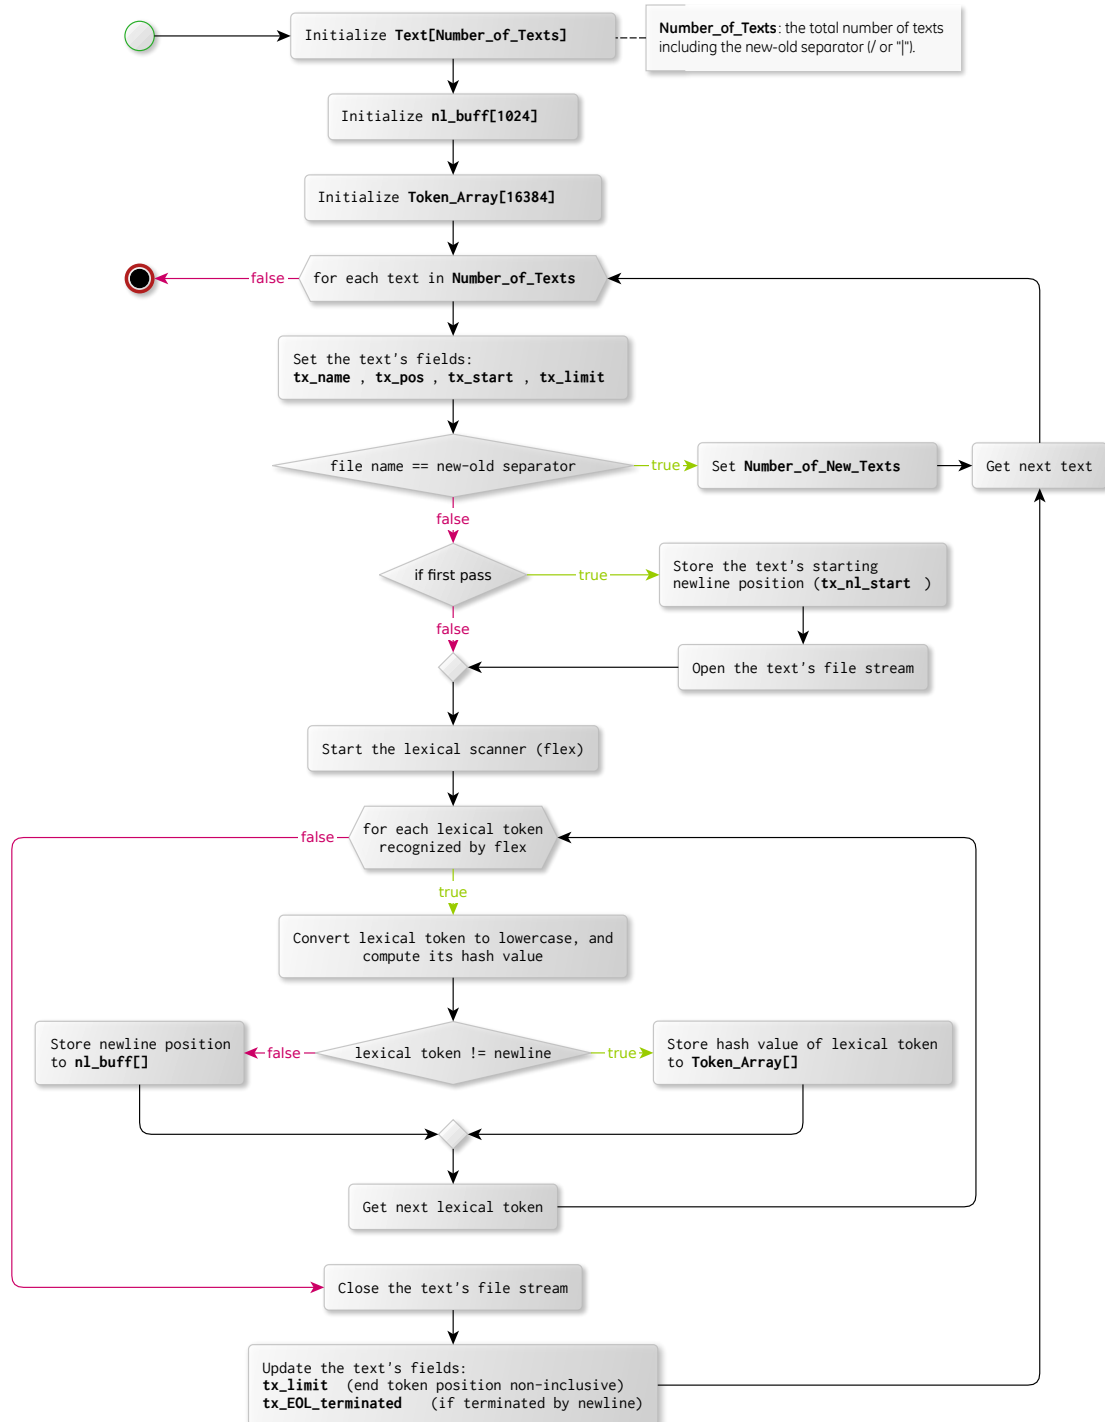 Initialize Text[Number_of_Texts]
Number_of_Texts: the total number of texts
including the new-old separator (/ or "|").
Initialize nl_buff[1024]
Initialize Token_Array[16384]
false
for each text in Number_of_Texts
Set the text's fields:
tx_name , tx_pos , tx_start , tx_limit
file name == new-old separator
true
Set Number_of_New_Texts
Get next text
false
if first pass
true
Store the text's starting
newline position (tx_nl_start )
false
Open the text's file stream
Start the lexical scanner (flex)
false
for each lexical token
recognized by flex
true
Convert lexical token to lowercase, and
compute its hash value
Store newline position
to nl_buff[]
false
lexical token != newline
true
Store hash value of lexical token
to Token_Array[]
Get next lexical token
Close the text's file stream
Update the text's fields:
tx_limit (end token position non-inclusive)
tx_EOL_terminated (if terminated by newline)